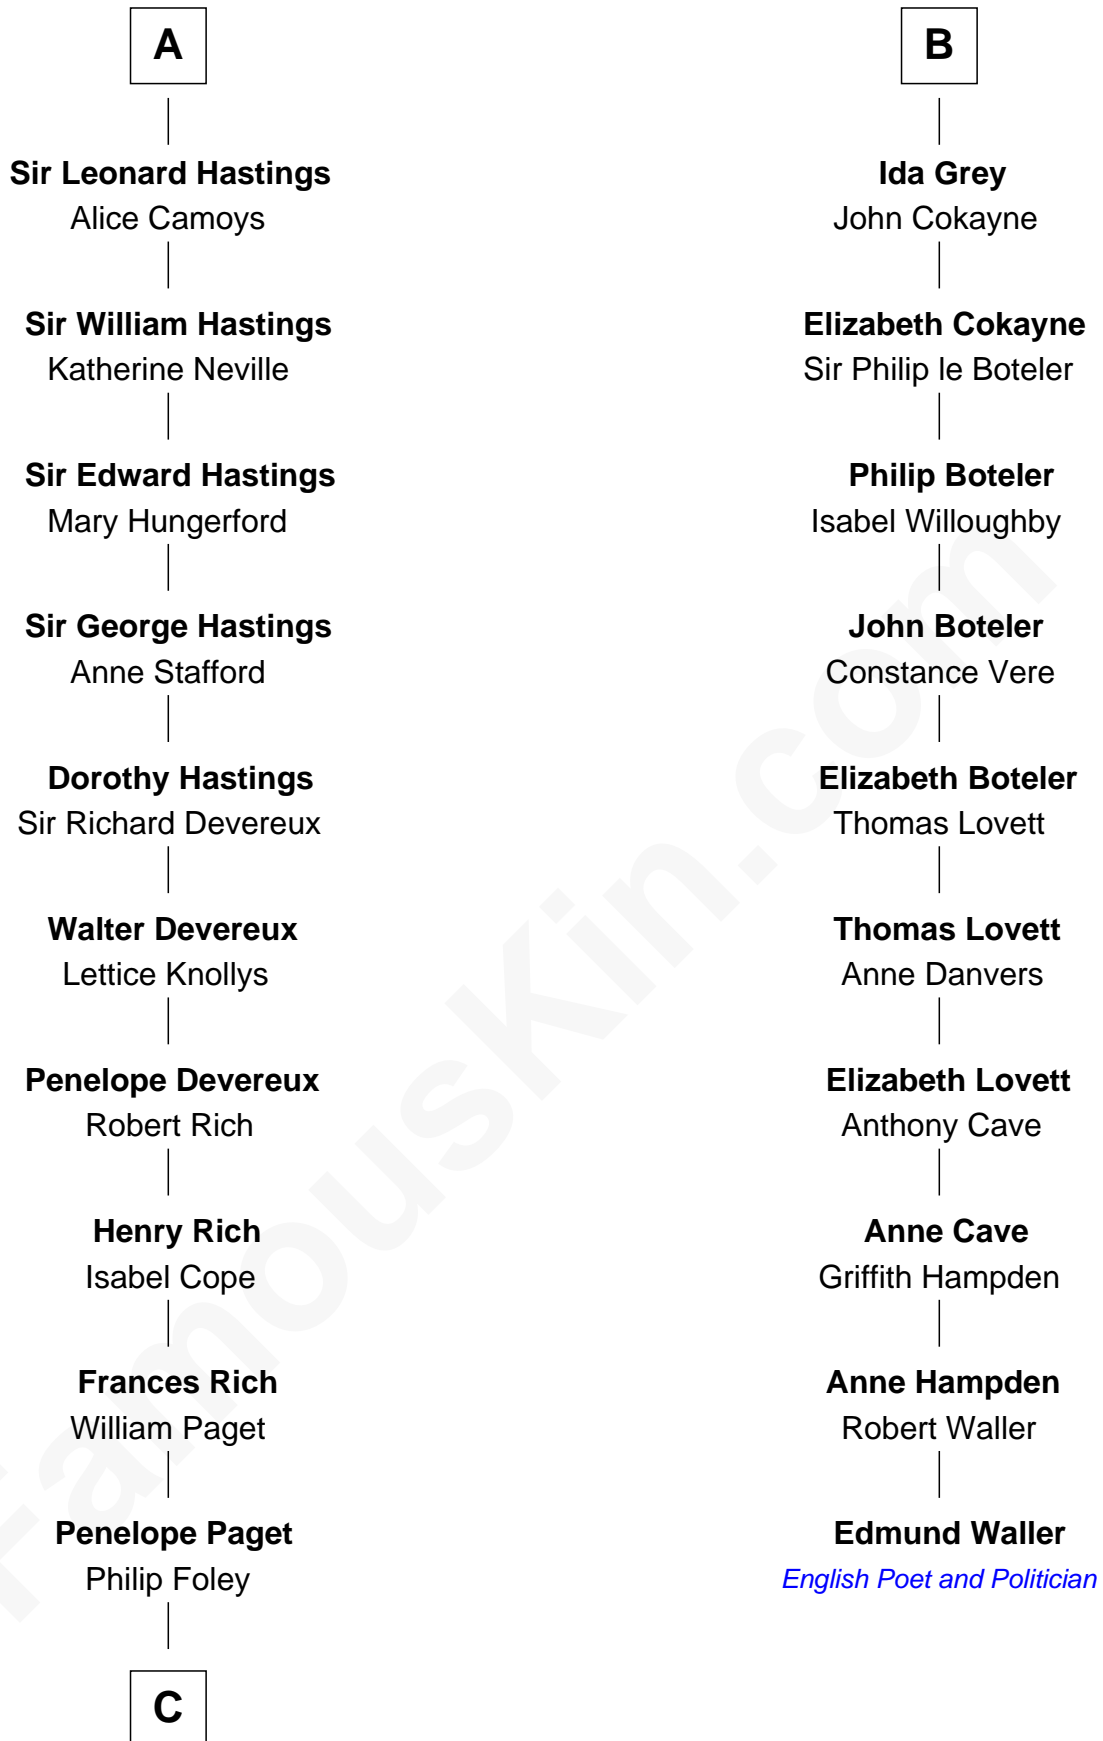 A
Sir Leonard Hastings
Alice Camoys
Sir William Hastings
Katherine Neville
Sir Edward Hastings
Mary Hungerford
Sir George Hastings
Anne Stafford
Dorothy Hastings
Sir Richard Devereux
Walter Devereux
Lettice Knollys
Penelope Devereux
Robert Rich
Henry Rich
Isabel Cope
Frances Rich
William Paget
Penelope Paget
Philip Foley
C
B
Ida Grey
John Cokayne
Elizabeth Cokayne
Sir Philip le Boteler
Philip Boteler
Isabel Willoughby
John Boteler
Constance Vere
Elizabeth Boteler
Thomas Lovett
Thomas Lovett
Anne Danvers
Elizabeth Lovett
Anthony Cave
Anne Cave
Griffith Hampden
Anne Hampden
Robert Waller
Edmund Waller
English Poet and Politician
FamousKin.com